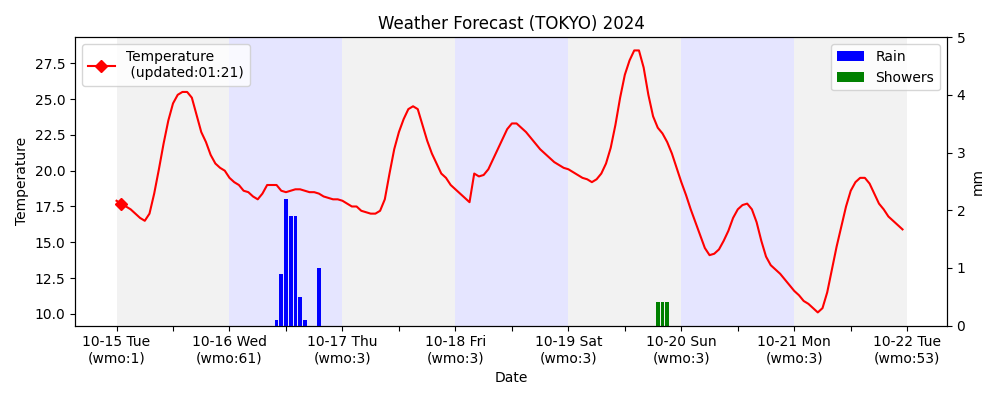 Weather Forecast (TOKYO) 2024
Temperature
(updated:01:21)
Rain
Showers
Temperature
27.5
25.0
22.5
20.0
17.5
15.0
12.5
10.0
5
4
3
2
1
0
mm
10-15 Tue
(wmo:1)
10-16 Wed
(wmo:61)
10-17 Thu
(wmo:3)
10-18 Fri
(wmo:3)
10-19 Sat
(wmo:3)
10-20 Sun
(wmo:3)
10-21 Mon
(wmo:3)
10-22 Tue
(wmo:53)
Date